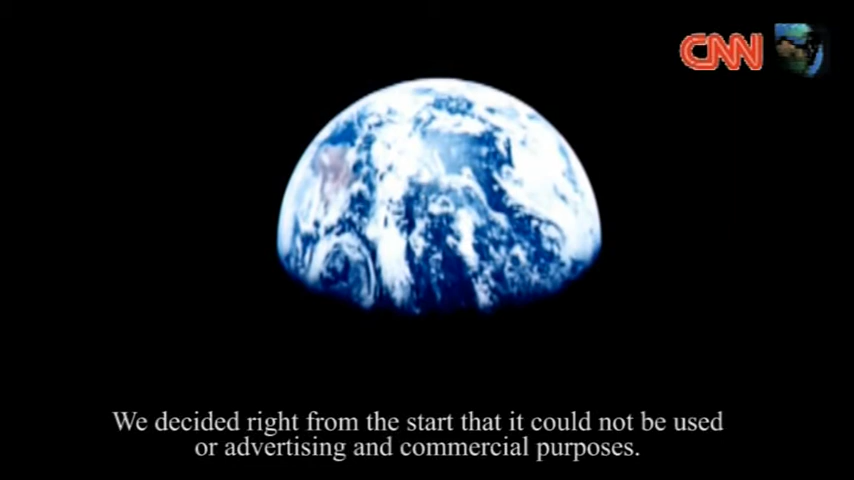 CNN
We decided right from the start that it could not be used
or advertising and commercial purposes.